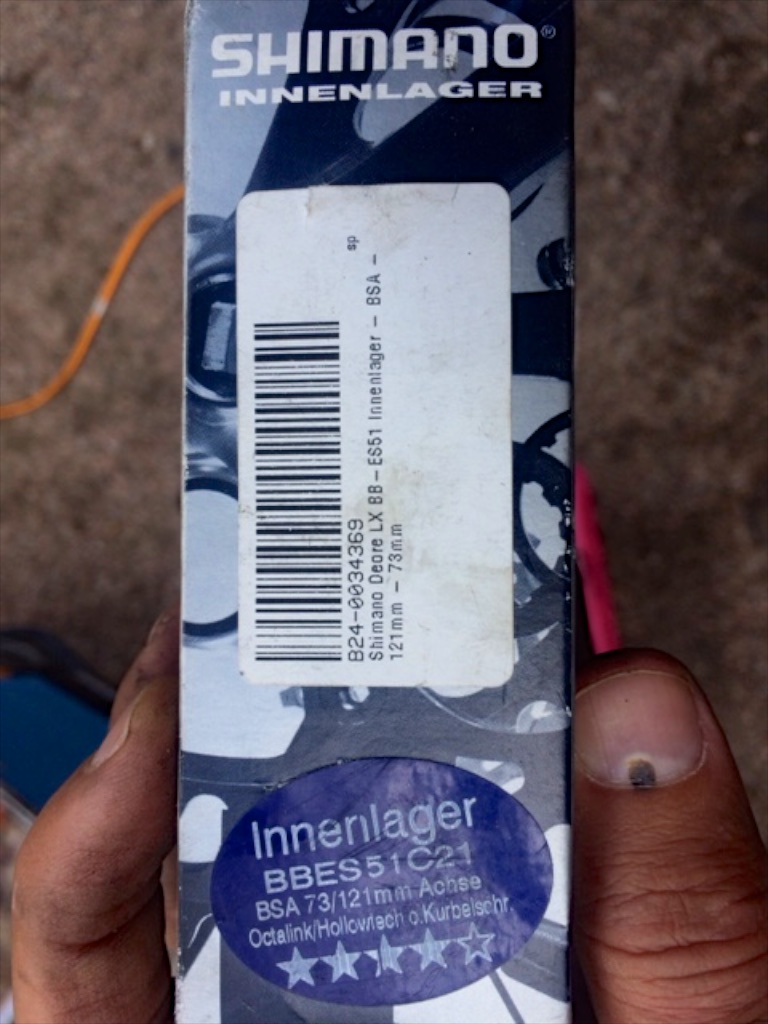 SHIMANO®
INNENLAGER
sp
B24-0034369
Shimano Deore LX BB-ES51 Innenlager - BSA -
121mm - 73mm
Innenlager
BBES51C21
BSA 73/121mm Achse
Octalink/Hollowtech o.Kurbelschr.